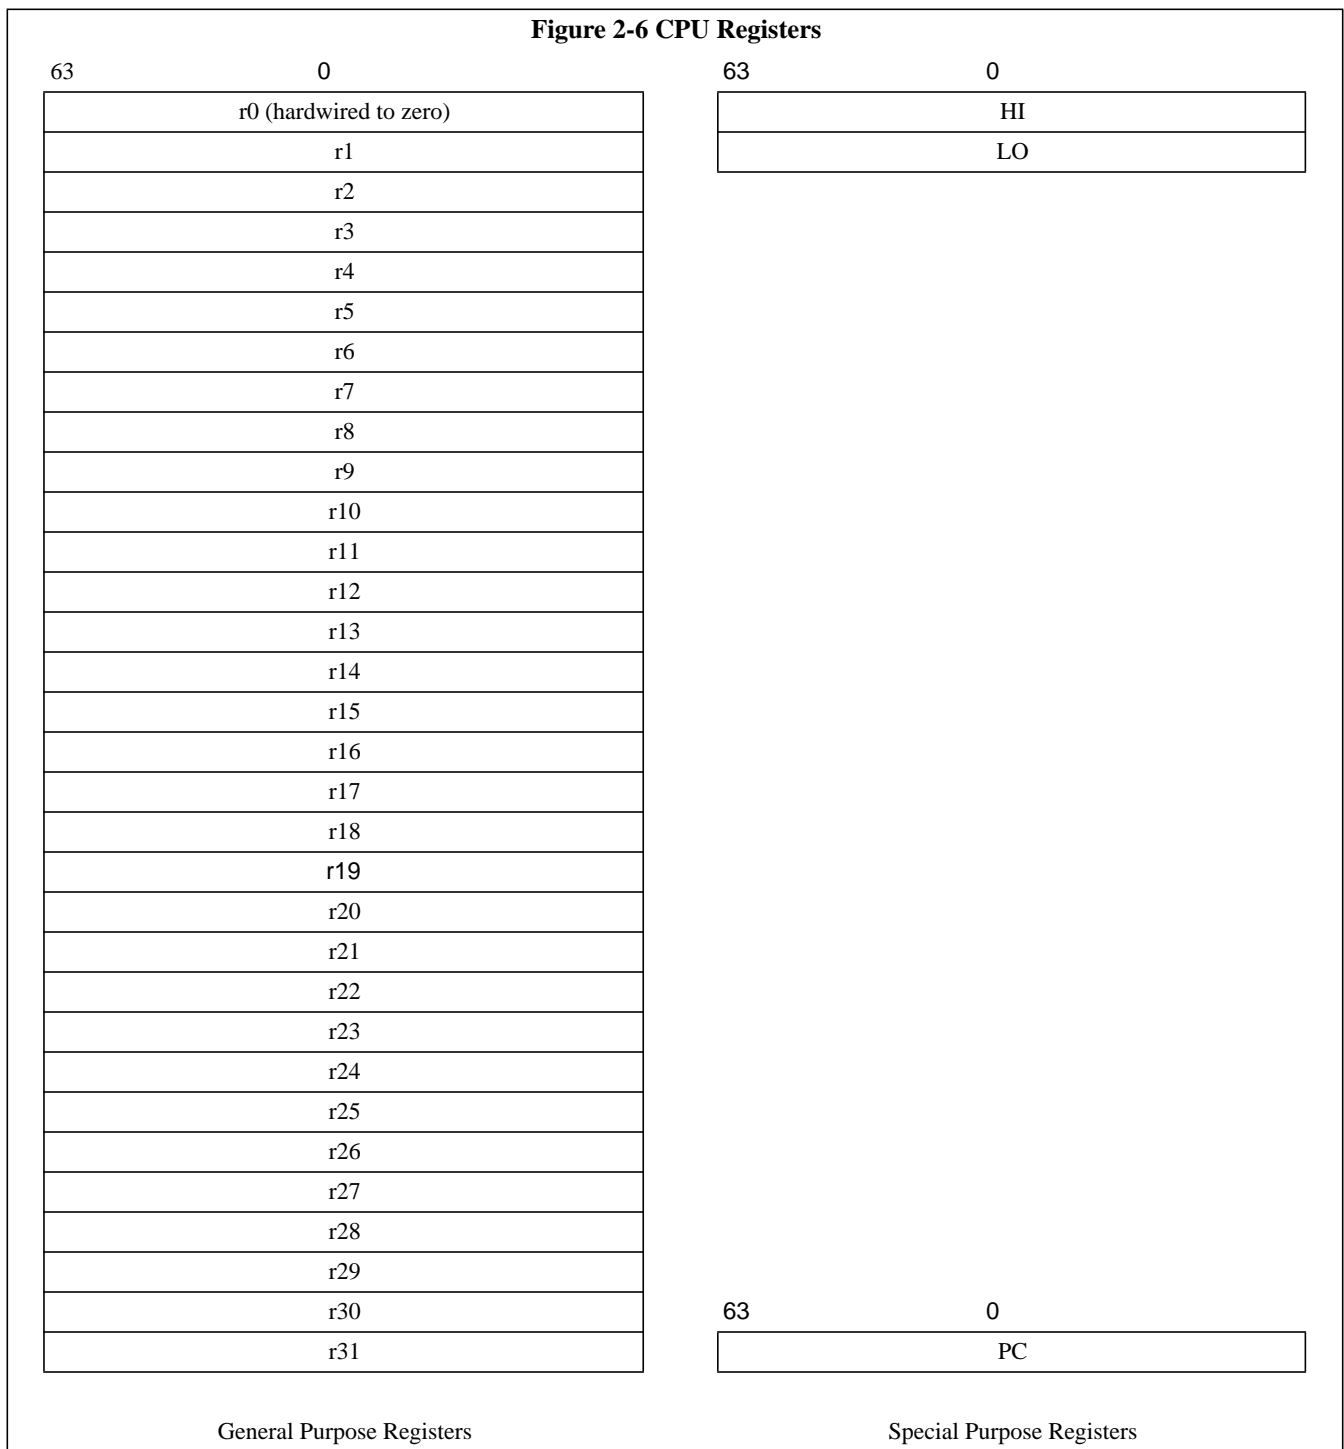 Figure 2-6 CPU Registers
63 0
r0 (hardwired to zero)
r1
r2
r3
r4
r5
r6
r7
r8
r9
r10
r11
r12
r13
r14
r15
r16
r17
r18
r19
r20
r21
r22
r23
r24
r25
r26
r27
r28
r29
r30
r31
General Purpose Registers
63 0
HI
LO
63 0
PC
Special Purpose Registers